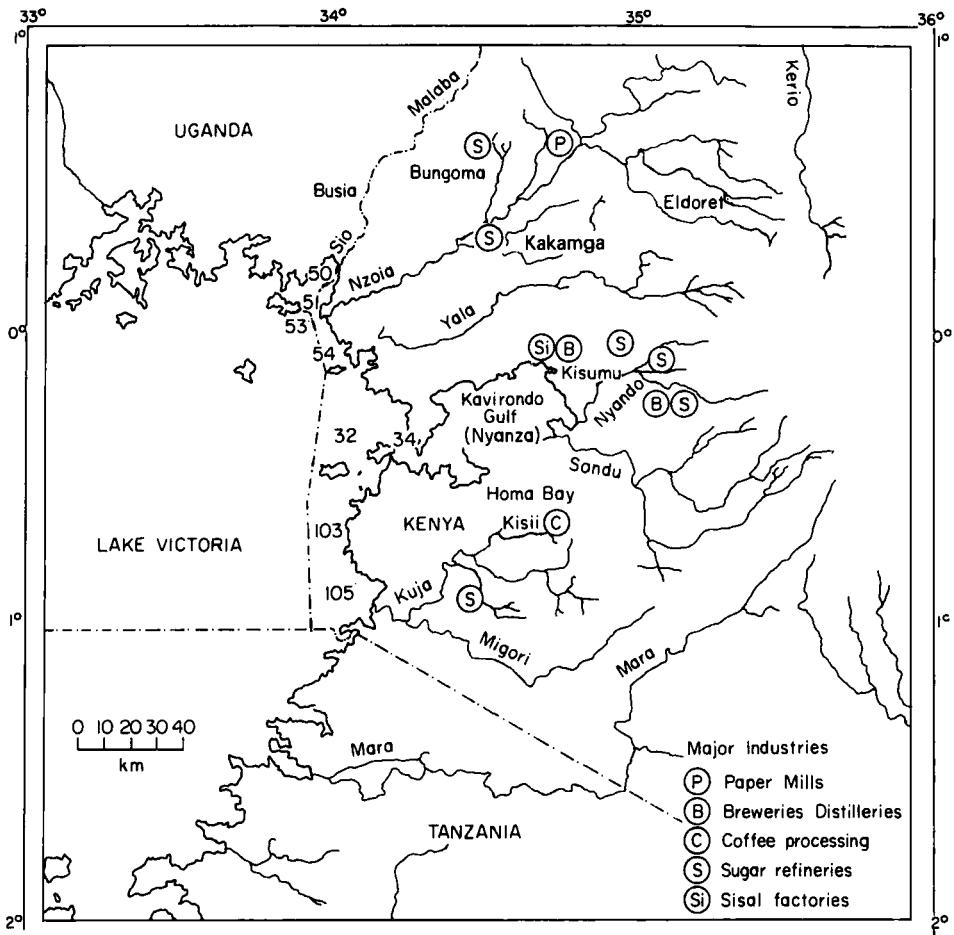 33°
34°
35°
36°
1°
1°
Kerio
Malaba
UGANDA
S
P
Bungoma
Busia
Eldoret
Sio
S
Kakamga
50
Nzoia
51
53
Yala
0°
0°
54
Si
B
S
S
Kisumu
Kavirondo
Gulf
(Nyanza)
Nyando
B
S
32
34
Sondu
Homa Bay
103
KENYA
Kisii
C
LAKE VICTORIA
105
Kuja
S
1°
1°
Migori
Mara
0 10 20 30 40
km
Mara
Major industries
P Paper Mills
B Breweries Distilleries
TANZANIA
C Coffee processing
S Sugar refineries
Si Sisal factories
2°
2°